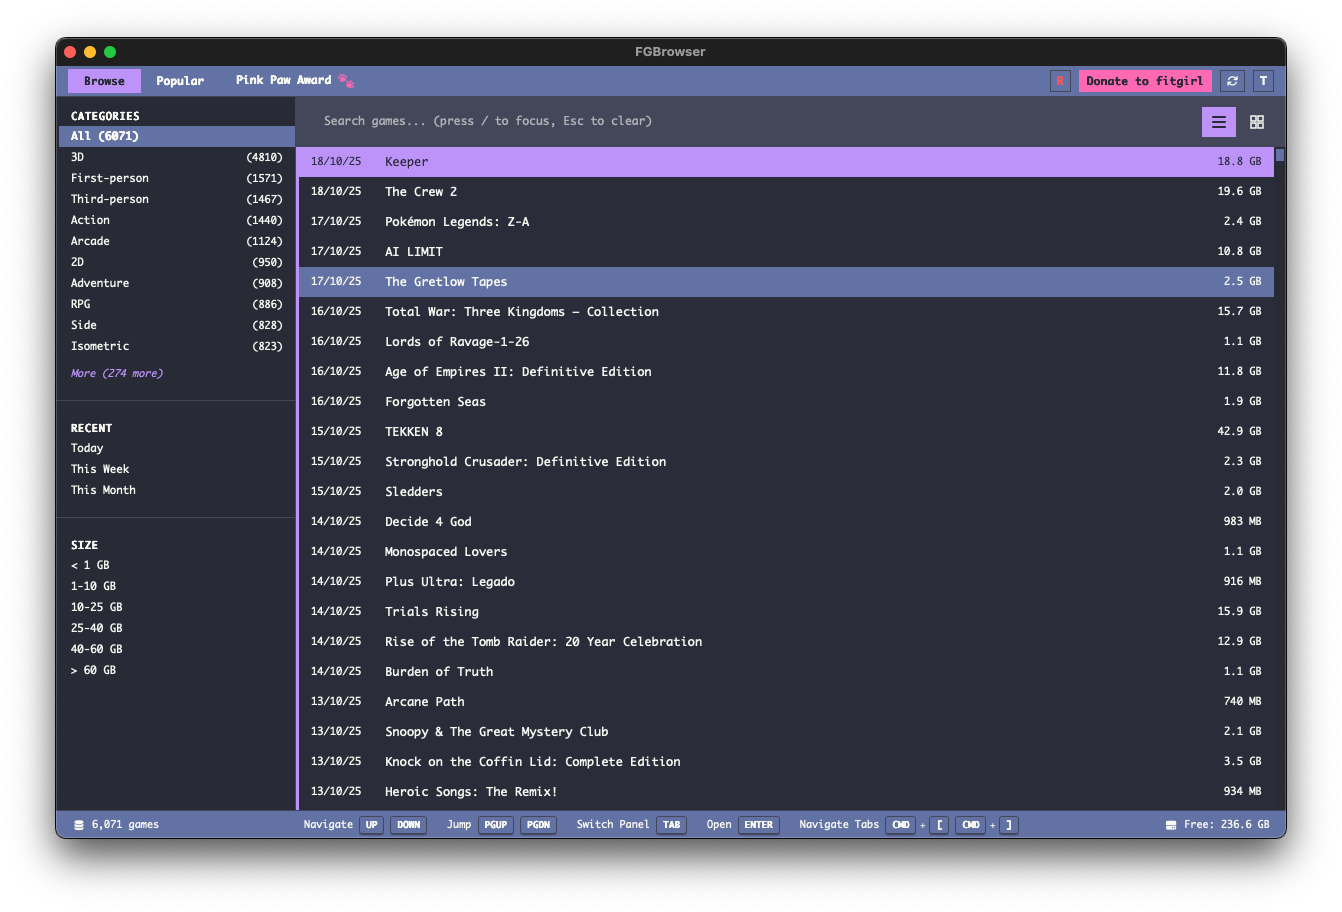 FGBrowser
Browse Popular Pink Paw Award R Donate to fitgirl T
CATEGORIES
All (6071)
3D (4810)
First-person (1571)
Third-person (1467)
Action (1440)
Arcade (1124)
2D (950)
Adventure (908)
RPG (886)
Side (828)
Isometric (823)
More (274 more)
RECENT
Today
This Week
This Month
SIZE
< 1 GB
1-10 GB
10-25 GB
25-40 GB
40-60 GB
> 60 GB
Search games... (press / to focus, Esc to clear)
18/10/25 Keeper 18.8 GB
18/10/25 The Crew 2 19.6 GB
17/10/25 Pokémon Legends: Z-A 2.4 GB
17/10/25 AI LIMIT 10.8 GB
17/10/25 The Gretlow Tapes 2.5 GB
16/10/25 Total War: Three Kingdoms – Collection 15.7 GB
16/10/25 Lords of Ravage-1-26 1.1 GB
16/10/25 Age of Empires II: Definitive Edition 11.8 GB
16/10/25 Forgotten Seas 1.9 GB
15/10/25 TEKKEN 8 42.9 GB
15/10/25 Stronghold Crusader: Definitive Edition 2.3 GB
15/10/25 Sledders 2.0 GB
14/10/25 Decide 4 God 983 MB
14/10/25 Monospaced Lovers 1.1 GB
14/10/25 Plus Ultra: Legado 916 MB
14/10/25 Trials Rising 15.9 GB
14/10/25 Rise of the Tomb Raider: 20 Year Celebration 12.9 GB
14/10/25 Burden of Truth 1.1 GB
13/10/25 Arcane Path 740 MB
13/10/25 Snoopy & The Great Mystery Club 2.1 GB
13/10/25 Knock on the Coffin Lid: Complete Edition 3.5 GB
13/10/25 Heroic Songs: The Remix! 934 MB
6,071 games Navigate UP DOWN Jump PGUP PGDN Switch Panel TAB Open ENTER Navigate Tabs CMD + [ CMD + ] Free: 236.6 GB